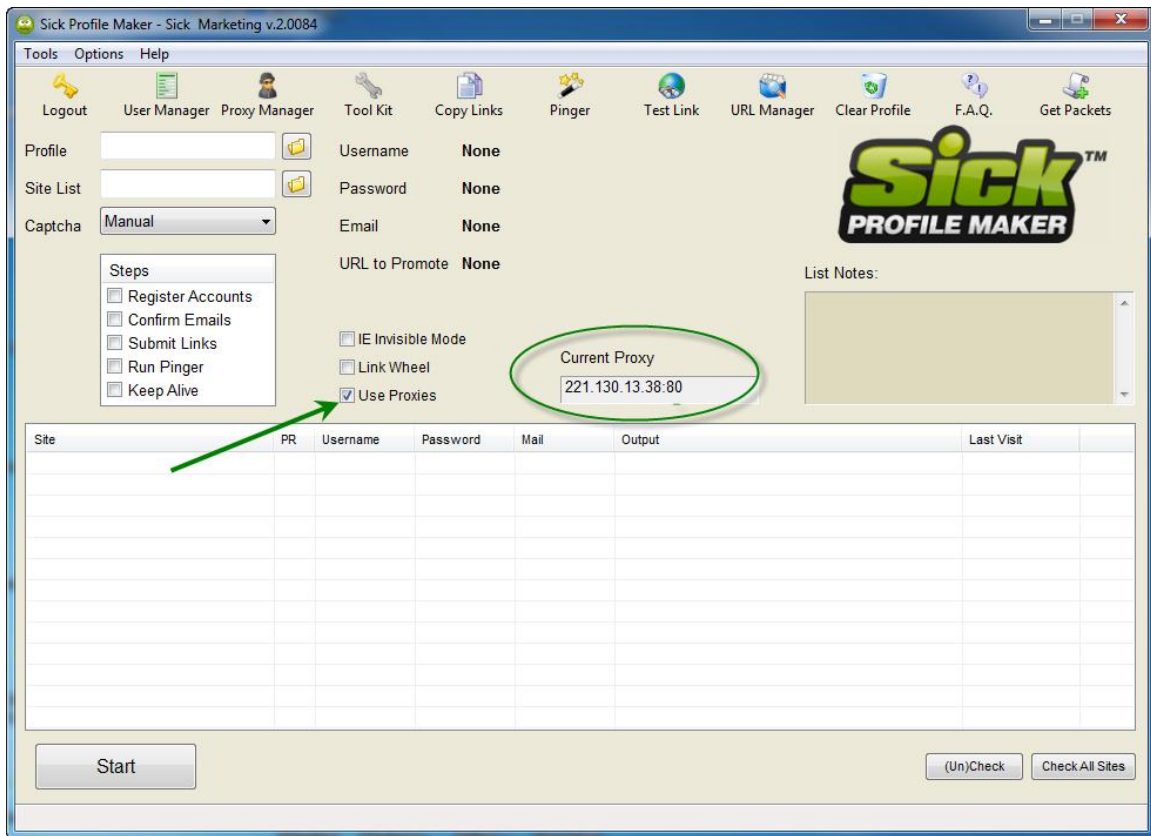 Sick Profile Maker - Sick Marketing v.2.0084
Tools Options Help
Logout User Manager Proxy Manager Tool Kit Copy Links Pinger Test Link URL Manager Clear Profile F.A.Q. Get Packets
Profile
Site List
Captcha Manual
Username None
Password None
Email None
URL to Promote None
Sick™
PROFILE MAKER
Steps
Register Accounts
Confirm Emails
Submit Links
Run Pinger
Keep Alive
IE Invisible Mode
Link Wheel
Use Proxies
Current Proxy
221.130.13.38:80
List Notes:
Site PR Username Password Mail Output Last Visit
Start
(Un)Check Check All Sites